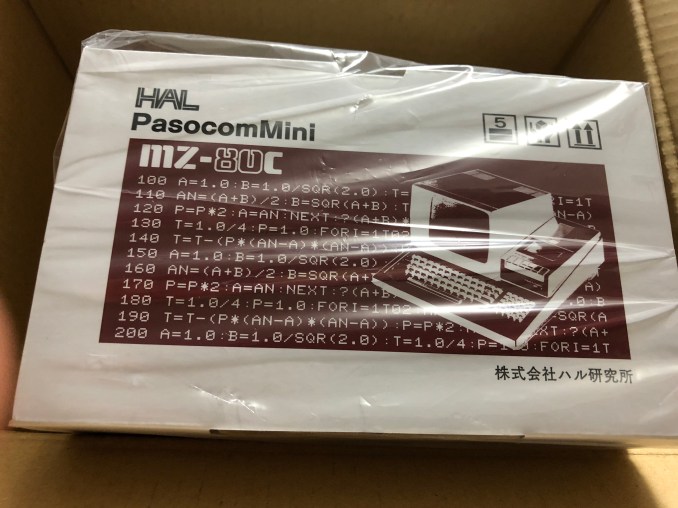 HAL
PasocomMini
5
MZ-80C
100 A=1.0:B=1.0/SQR(2.0):T=
110 AN=(A+B)/2:B=SQR(A+B):T
120 P=P*2:A=AN:NEXT:?(A+B)
130 T=1.0/4:P=1.0:FORI=1TO2
140 T=T-(P*(AN-A)*(AN-A)):
150 A=1.0:B=1.0/SQR(2.0)
160 AN=(A+B)/2:B=SQR(A+
170 P=P*2:A=AN:NEXT:?(A+B
180 T=1.0/4:P=1.0:FORI=1TO2
190 T=T-(P*(AN-A)*(AN-A)):P=P*2: XT:?(A+
200 A=1.0:B=1.0/SQR(2.0):T=1.0/4:P= :FORI=1T
株式会社ハル研究所